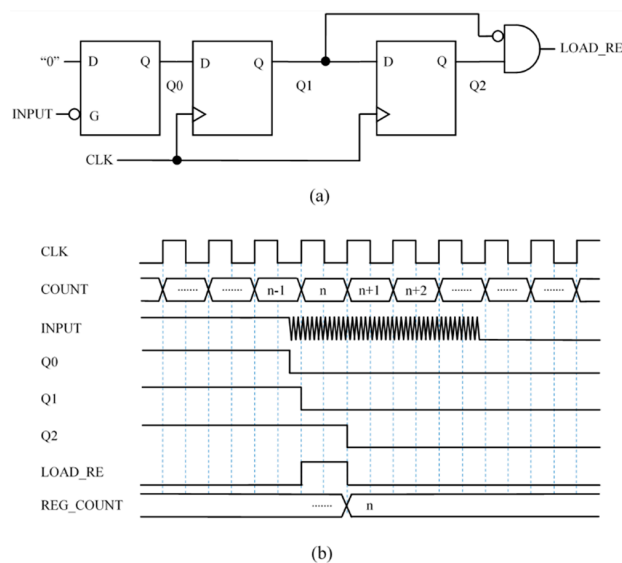 “0” D Q Q0 D Q Q1 D Q Q2 LOAD_RE
INPUT G
CLK
(a)
CLK
COUNT ....... ....... n-1 n n+1 n+2 ....... ....... .......
INPUT
Q0
Q1
Q2
LOAD_RE
REG_COUNT ....... n
(b)